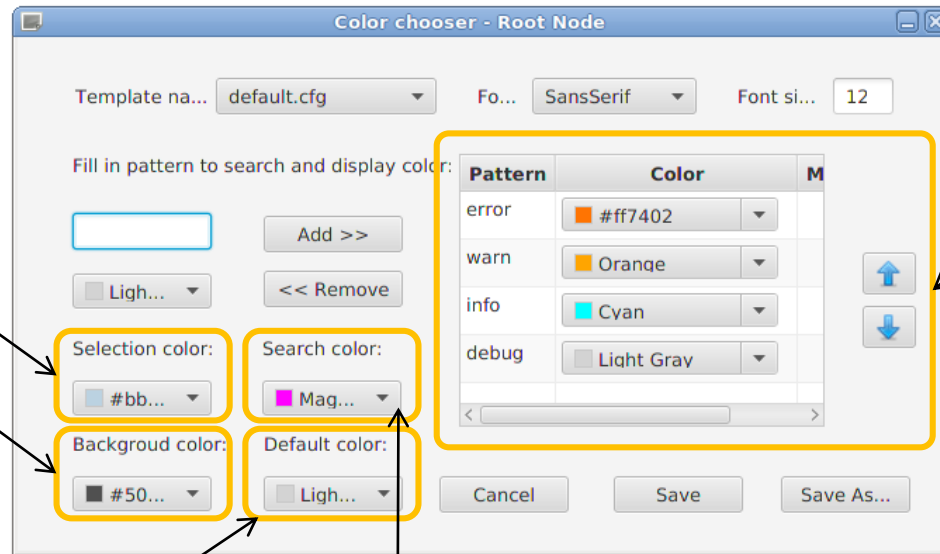 Color chooser - Root Node
Template na... default.cfg Fo... SansSerif Font si... 12
Fill in pattern to search and display color:
Pattern Color M
error #ff7402
Add >>
warn Orange
Ligh... << Remove
info Cyan
Selection color: Search color:
debug Light Gray
#bb... Mag...
Backgroud color: Default color:
#50... Ligh... Cancel Save Save As...